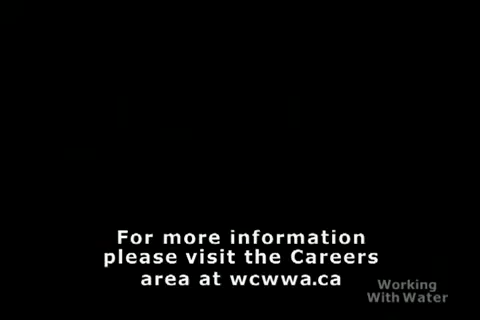 For more information
please visit the Careers
area at wcwwa.ca
Working
With Water